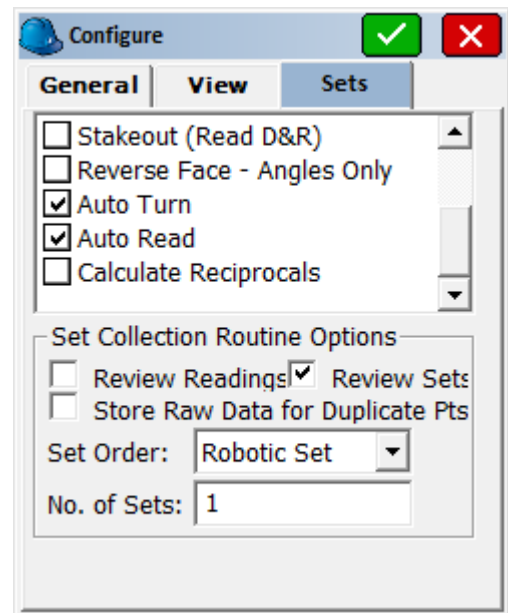 Configure
General View Sets
Stakeout (Read D&R)
Reverse Face - Angles Only
Auto Turn
Auto Read
Calculate Reciprocals
Set Collection Routine Options
Review Readings Review Sets
Store Raw Data for Duplicate Pts
Set Order: Robotic Set
No. of Sets: 1